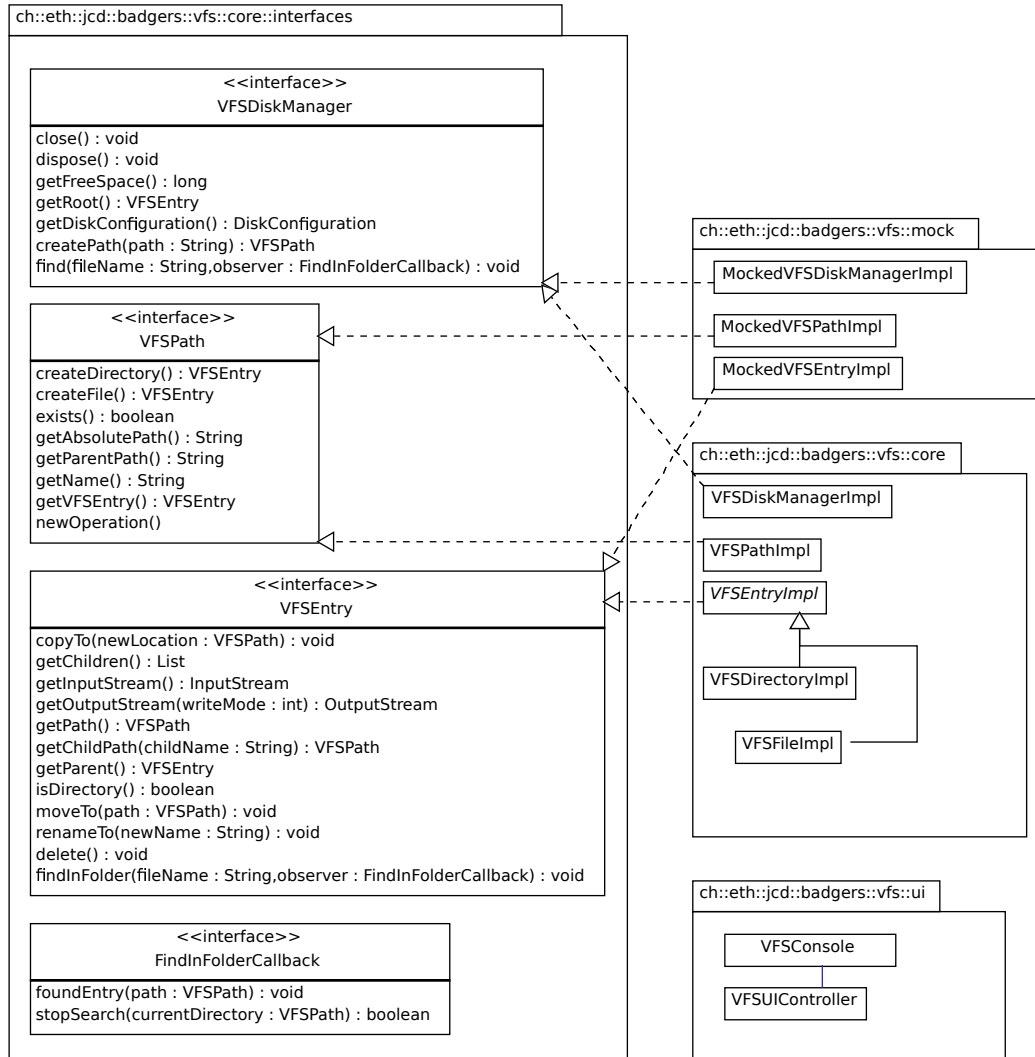 ch::eth::jcd::badgers::vfs::core::interfaces
<<interface>>
VFSDiskManager
close() : void
dispose() : void
getFreeSpace() : long
getRoot() : VFSEntry
getDiskConfiguration() : DiskConfiguration
createPath(path : String) : VFSPath
find(fileName : String,observer : FindInFolderCallback) : void
<<interface>>
VFSPath
createDirectory() : VFSEntry
createFile() : VFSEntry
exists() : boolean
getAbsolutePath() : String
getParentPath() : String
getName() : String
getVFSEntry() : VFSEntry
newOperation()
<<interface>>
VFSEntry
copyTo(newLocation : VFSPath) : void
getChildren() : List
getInputStream() : InputStream
getOutputStream(writeMode : int) : OutputStream
getPath() : VFSPath
getChildPath(childName : String) : VFSPath
getParent() : VFSEntry
isDirectory() : boolean
moveTo(path : VFSPath) : void
renameTo(newName : String) : void
delete() : void
findInFolder(fileName : String,observer : FindInFolderCallback) : void
<<interface>>
FindInFolderCallback
foundEntry(path : VFSPath) : void
stopSearch(currentDirectory : VFSPath) : boolean
ch::eth::jcd::badgers::vfs::mock
MockedVFSDiskManagerImpl
MockedVFSPathImpl
MockedVFSEntryImpl
ch::eth::jcd::badgers::vfs::core
VFSDiskManagerImpl
VFSPathImpl
VFSEntryImpl
VFSDirectoryImpl
VFSFileImpl
ch::eth::jcd::badgers::vfs::ui
VFSConsole
VFSUIController